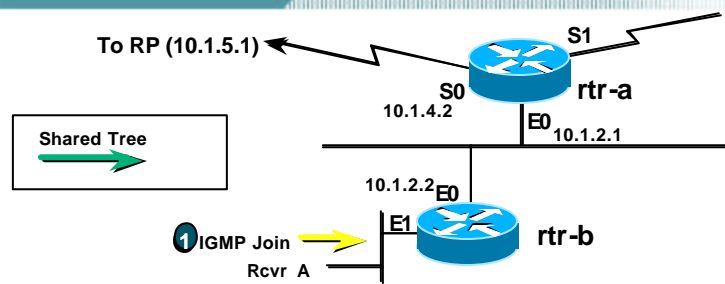 To RP (10.1.5.1)
S1
S0
rtr-a
10.1.4.2
E0
10.1.2.1
Shared Tree
10.1.2.2
E0
1 IGMP Join
E1
rtr-b
Rcvr A